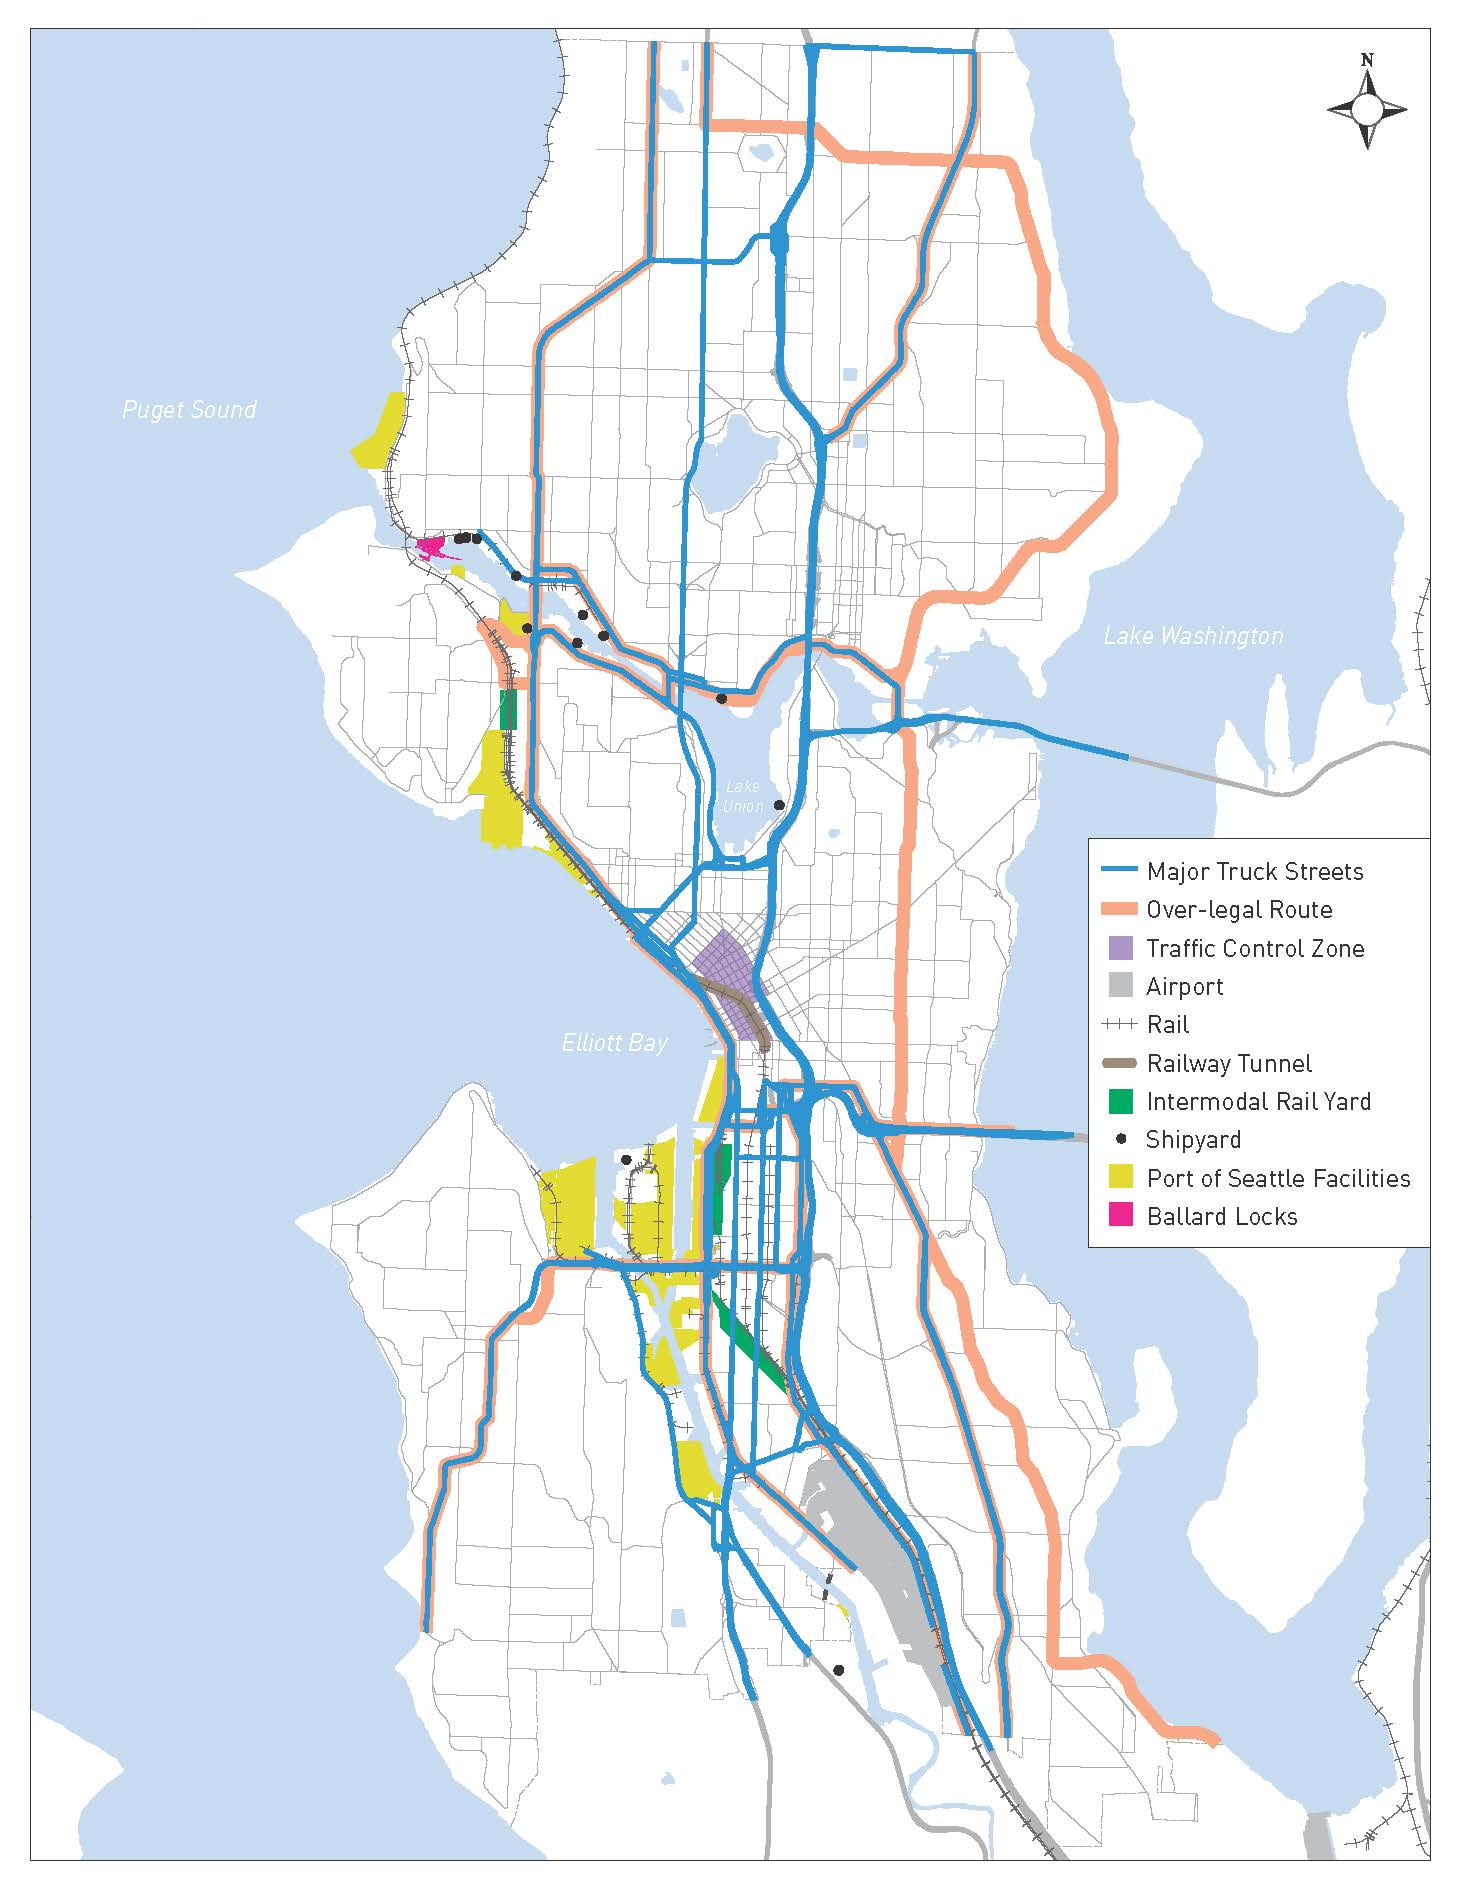 N
Puget Sound
Lake Washington
Lake
Union
Elliott Bay
Major Truck Streets
Over-legal Route
Traffic Control Zone
Airport
Rail
Railway Tunnel
Intermodal Rail Yard
Shipyard
Port of Seattle Facilities
Ballard Locks